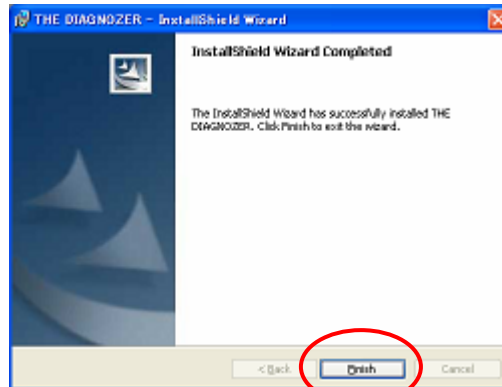 THE DIAGNOZER - InstallShield Wizard
InstallShield Wizard Completed
The InstallShield Wizard has successfully installed THE
DIAGNOZER. Click Finish to exit the wizard.
< Back
Finish
Cancel